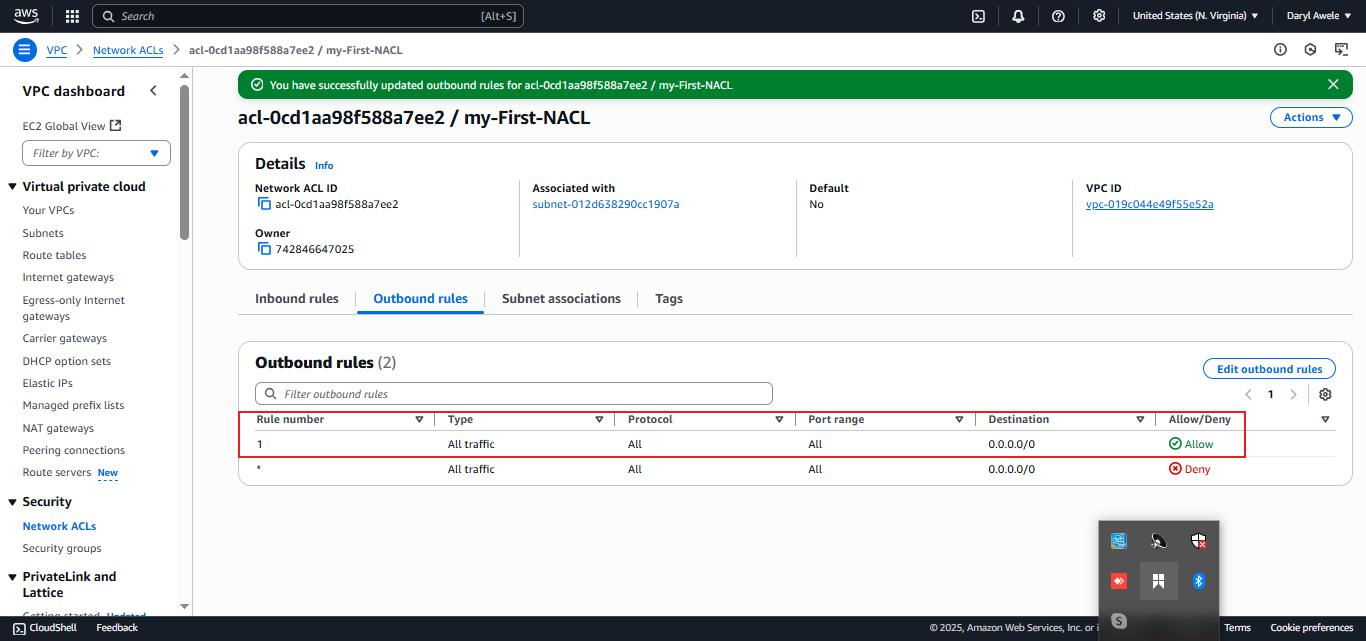 aws
Search [Alt+S]
United States (N. Virginia)
Daryl Awele
VPC
Network ACLs
acl-0cd1aa98f588a7ee2 / my-First-NACL
VPC dashboard
EC2 Global View
Filter by VPC:
Virtual private cloud
Your VPCs
Subnets
Route tables
Internet gateways
Egress-only Internet
gateways
Carrier gateways
DHCP option sets
Elastic IPs
Managed prefix lists
NAT gateways
Peering connections
Route servers New
Security
Network ACLs
Security groups
PrivateLink and
Lattice
Getting started Updated
You have successfully updated outbound rules for acl-0cd1aa98f588a7ee2 / my-First-NACL
acl-0cd1aa98f588a7ee2 / my-First-NACL
Actions
Details Info
Network ACL ID
acl-0cd1aa98f588a7ee2
Associated with
subnet-012d638290cc1907a
Default
No
VPC ID
vpc-019c044e49f55e52a
Owner
742846647025
Inbound rules
Outbound rules
Subnet associations
Tags
Outbound rules (2)
Edit outbound rules
Filter outbound rules
1
Rule number Type Protocol Port range Destination Allow/Deny
1 All traffic All All 0.0.0.0/0 Allow
* All traffic All All 0.0.0.0/0 Deny
S
CloudShell Feedback © 2025, Amazon Web Services, Inc. or Terms Cookie preferences